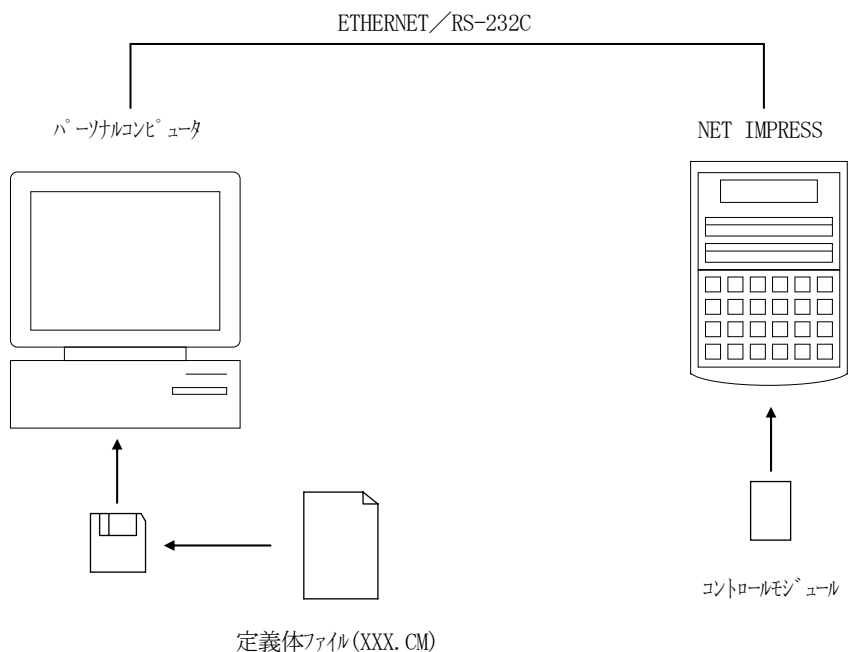 ETHERNET／RS-232C
ﾊﾟｰｿﾅﾙｺﾝﾋﾟｭｰﾀ
NET IMPRESS
ｺﾝﾄﾛｰﾙﾓｼﾞｭｰﾙ
定義体ﾌｧｲﾙ(XXX.CM)